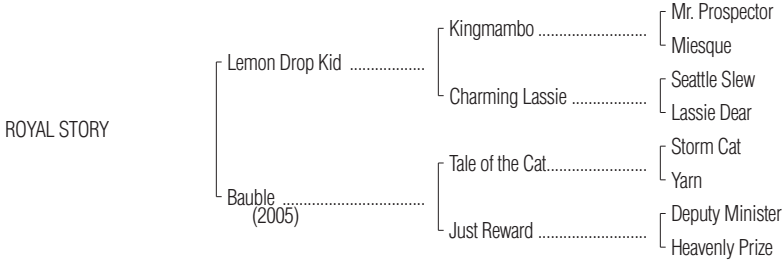 Mr. Prospector
Kingmambo ..........................
Miesque
Lemon Drop Kid ..................
Seattle Slew
Charming Lassie ..................
Lassie Dear
ROYAL STORY
Storm Cat
Tale of the Cat........................
Yarn
Bauble ..................................
(2005)
Deputy Minister
Just Reward ..........................
Heavenly Prize